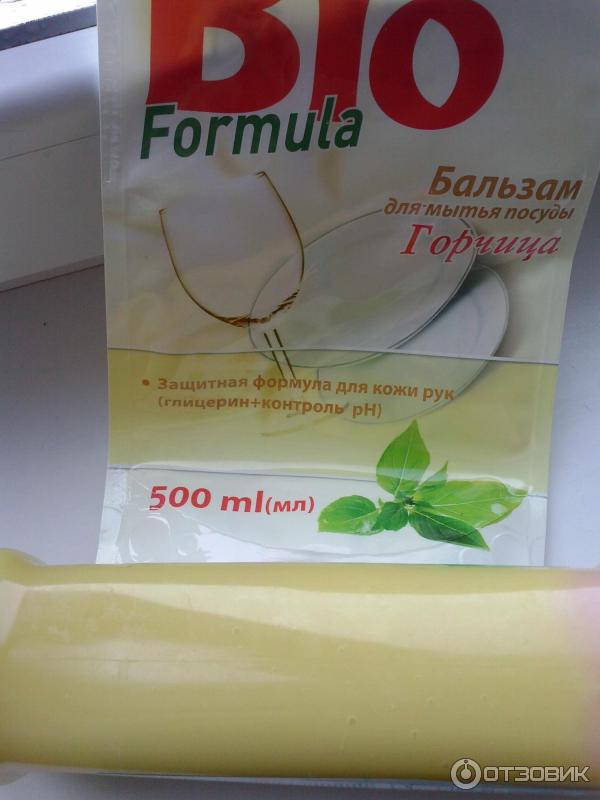 Bio
Formula
Бальзам
для мытья посуды
Горчица
• Защитная формула для кожи рук
(глицерин+контроль pH)
500 ml(мл)
ОТЗОВИК